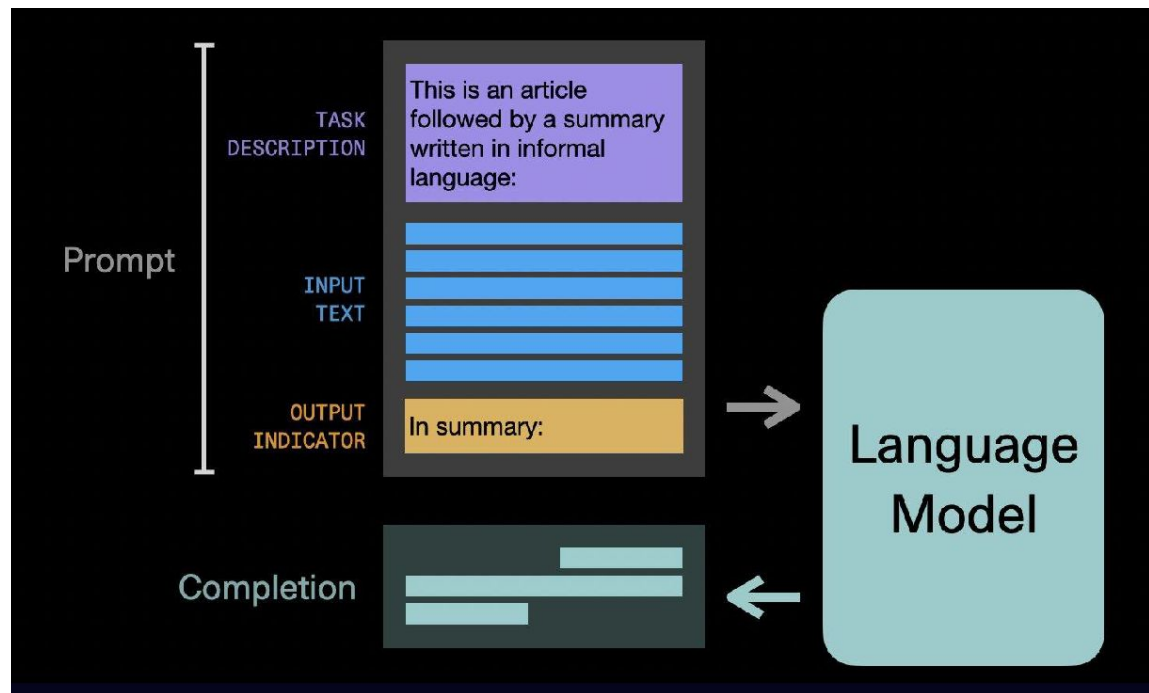 TASK
DESCRIPTION
This is an article
followed by a summary
written in informal
language:
Prompt
INPUT
TEXT
OUTPUT
INDICATOR
In summary:
Language
Model
Completion